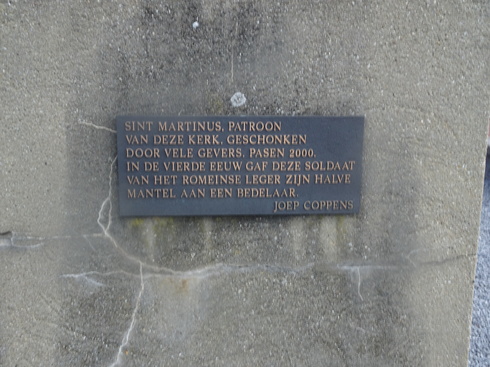 SINT MARTINUS, PATROON
VAN DEZE KERK. GESCHONKEN
DOOR VELE GEVERS. PASEN 2000.
IN DE VIERDE EEUW GAF DEZE SOLDAAT
VAN HET ROMEINSE LEGER ZIJN HALVE
MANTEL AAN EEN BEDELAAR.
JOEP COPPENS